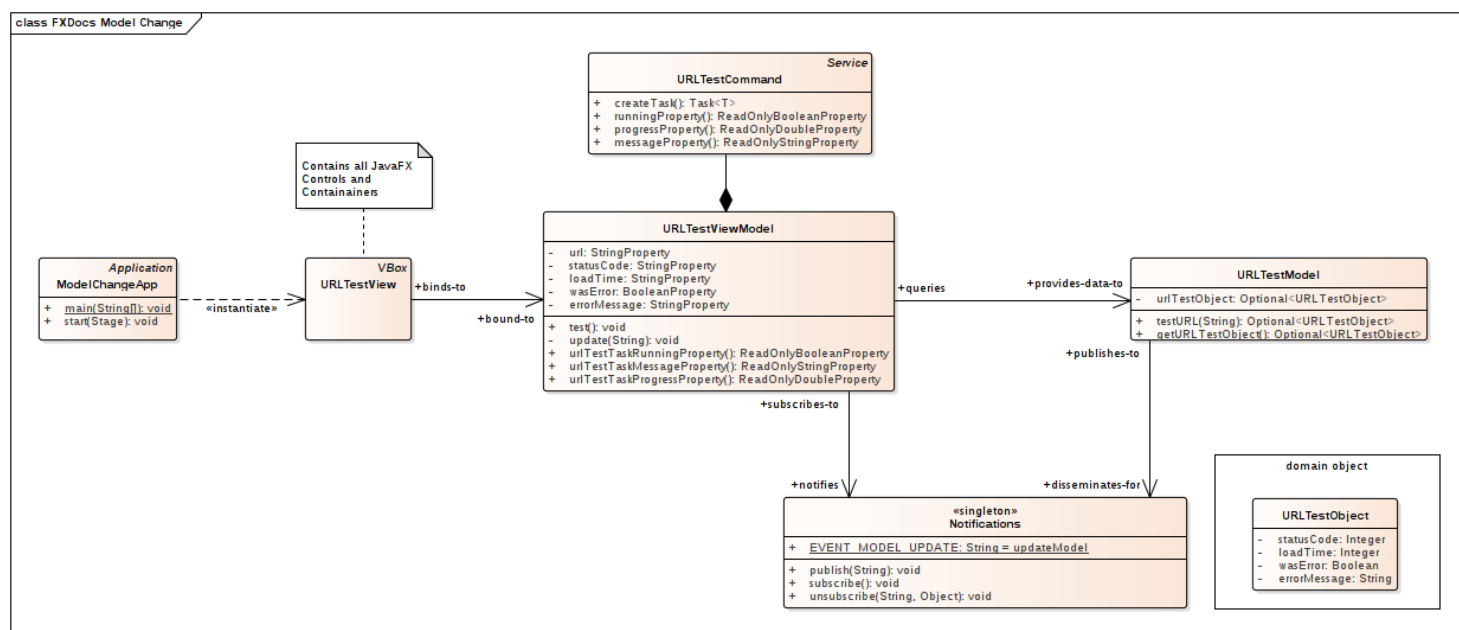 class FXDocs Model Change
Service
URLTestCommand
+ createTask(): Task<T>
+ runningProperty(): ReadOnlyBooleanProperty
+ progressProperty(): ReadOnlyDoubleProperty
+ messageProperty(): ReadOnlyStringProperty
Contains all JavaFX
Controls and
Containainers
Application
ModelChangeApp
+ main(String[]): void
+ start(Stage): void
«instantiate»
VBox
URLTestView
+binds-to
+bound-to
URLTestViewModel
- url: StringProperty
- statusCode: StringProperty
- loadTime: StringProperty
- wasError: BooleanProperty
- errorMessage: StringProperty
+ test(): void
- update(String): void
+ urlTestTaskRunningProperty(): ReadOnlyBooleanProperty
+ urlTestTaskMessageProperty(): ReadOnlyStringProperty
+ urlTestTaskProgressProperty(): ReadOnlyDoubleProperty
+queries
+provides-data-to
URLTestModel
- urlTestObject: Optional<URLTestObject>
+ testURL(String): Optional<URLTestObject>
+ getURLTestObject(): Optional<URLTestObject>
+publishes-to
+subscribes-to
+notifies
+disseminates-for
«singleton»
Notifications
+ EVENT_MODEL_UPDATE: String = updateModel
+ publish(String): void
+ subscribe(): void
+ unsubscribe(String, Object): void
domain object
URLTestObject
- statusCode: Integer
- loadTime: Integer
- wasError: Boolean
- errorMessage: String